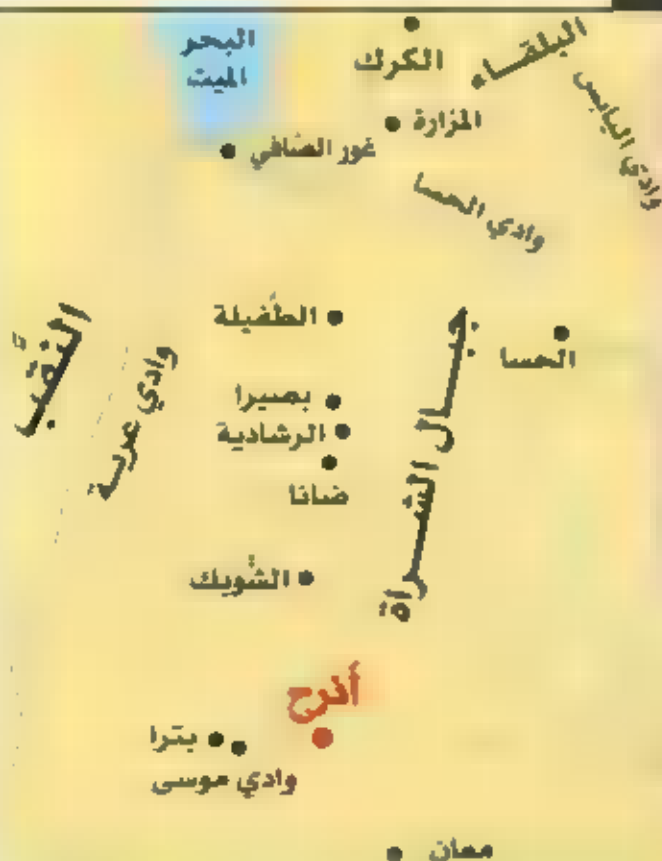 البحر
الميت
الكرك
البلقاء
المزارة
وادي اليابس
غور الصافي
وادي الحسا
الطفيلة
الحسا
النقب
وادي عربة
جبال الشراة
بصيرا
الرشادية
ضانا
الشوبك
أذرح
بترا
وادي موسى
معان